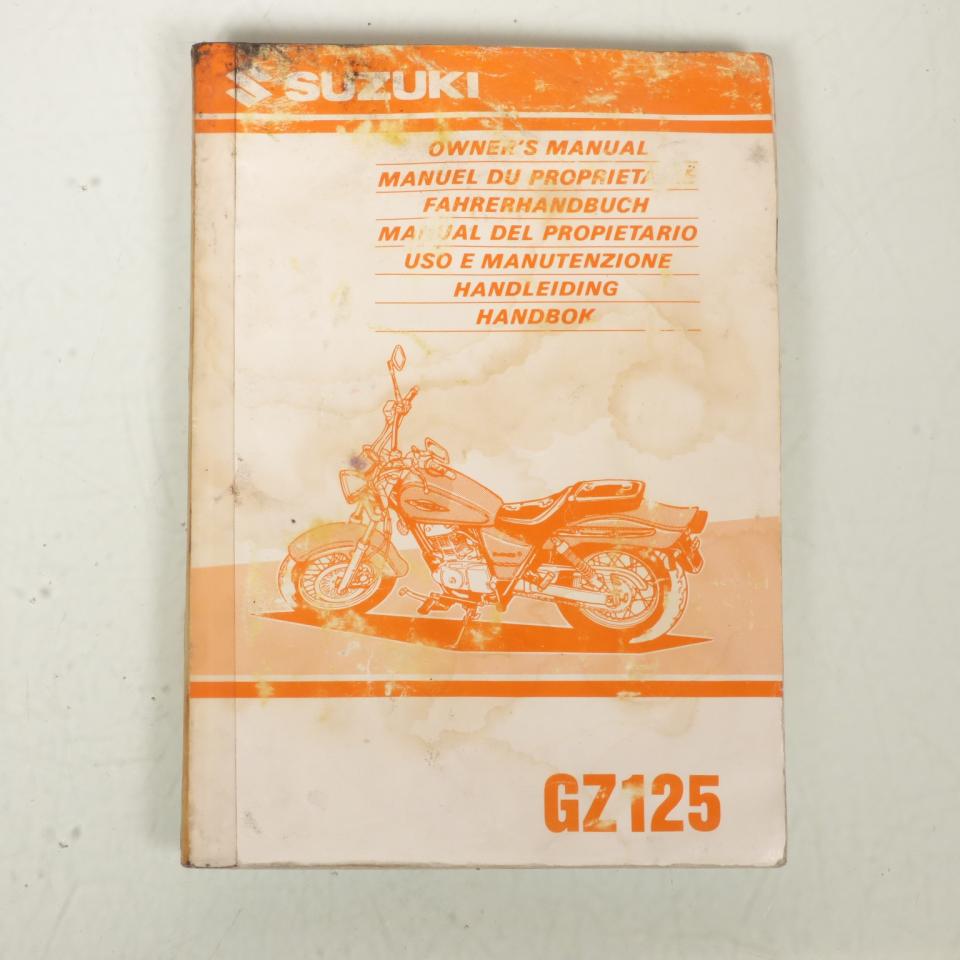 SUZUKI
OWNER'S MANUAL
MANUEL DU PROPRIETAIRE
FAHRERHANDBUCH
MANUAL DEL PROPIETARIO
USO E MANUTENZIONE
HANDLEIDING
HANDBOK
GZ125